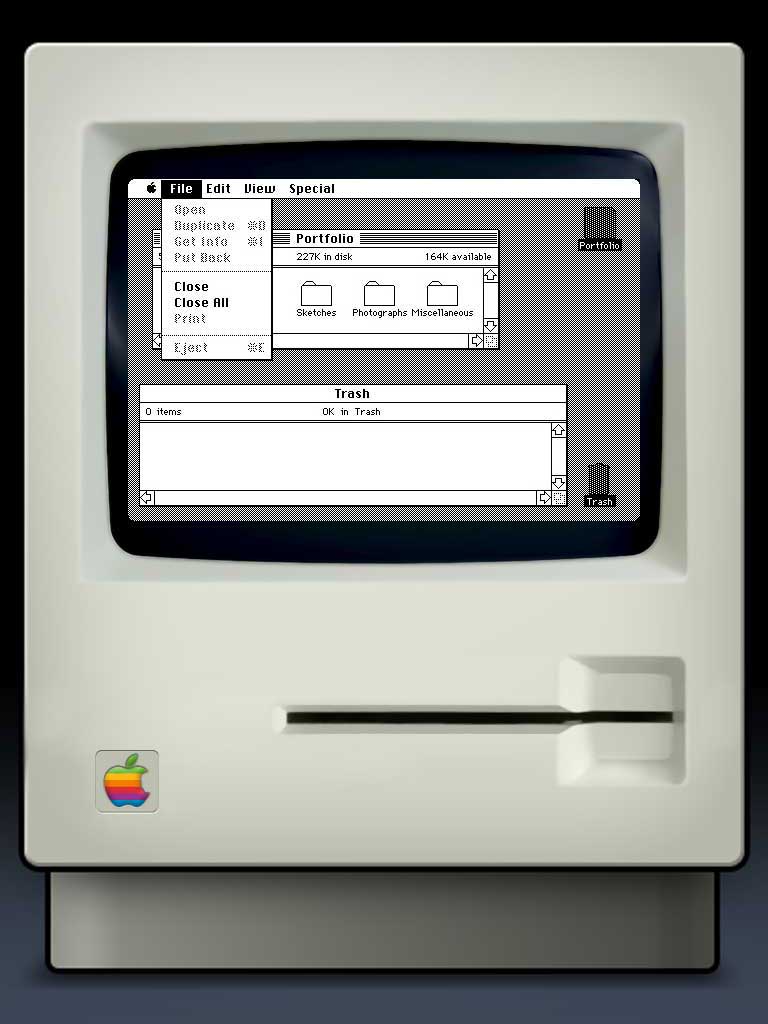 File Edit View Special
Open
Duplicate ⌘D
Get Info ⌘I
Put Back
Close
Close All
Print
Eject ⌘E
Portfolio
227K in disk 164K available
Sketches Photographs Miscellaneous
Portfolio
Trash
0 items 0K in Trash
Trash